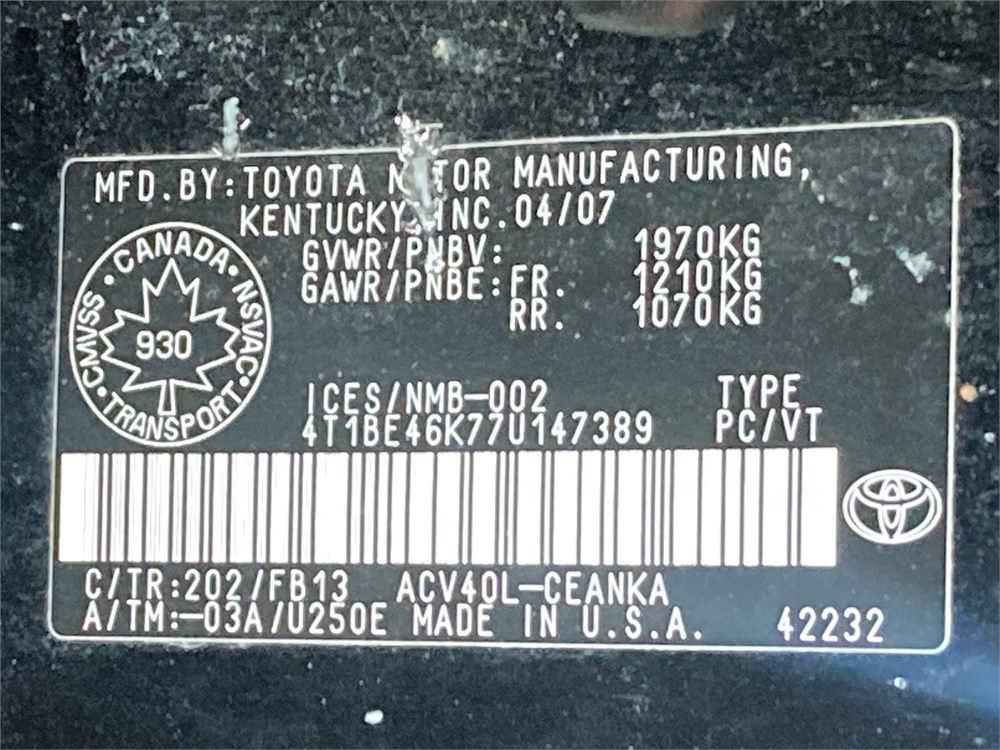 MFD.BY:TOYOTA MOTOR MANUFACTURING,
KENTUCKY, INC.04/07
GVWR/PNBV: 1970KG
GAWR/PNBE:FR. 1210KG
RR. 1070KG
CANADA · NSVAC · TRANSPORT · CMVSS ·
930
ICES/NMB-002 TYPE
4T1BE46K77U147389 PC/VT
C/TR:202/FB13 ACV40L-CEANKA
A/TM:-03A/U250E MADE IN U.S.A. 42232